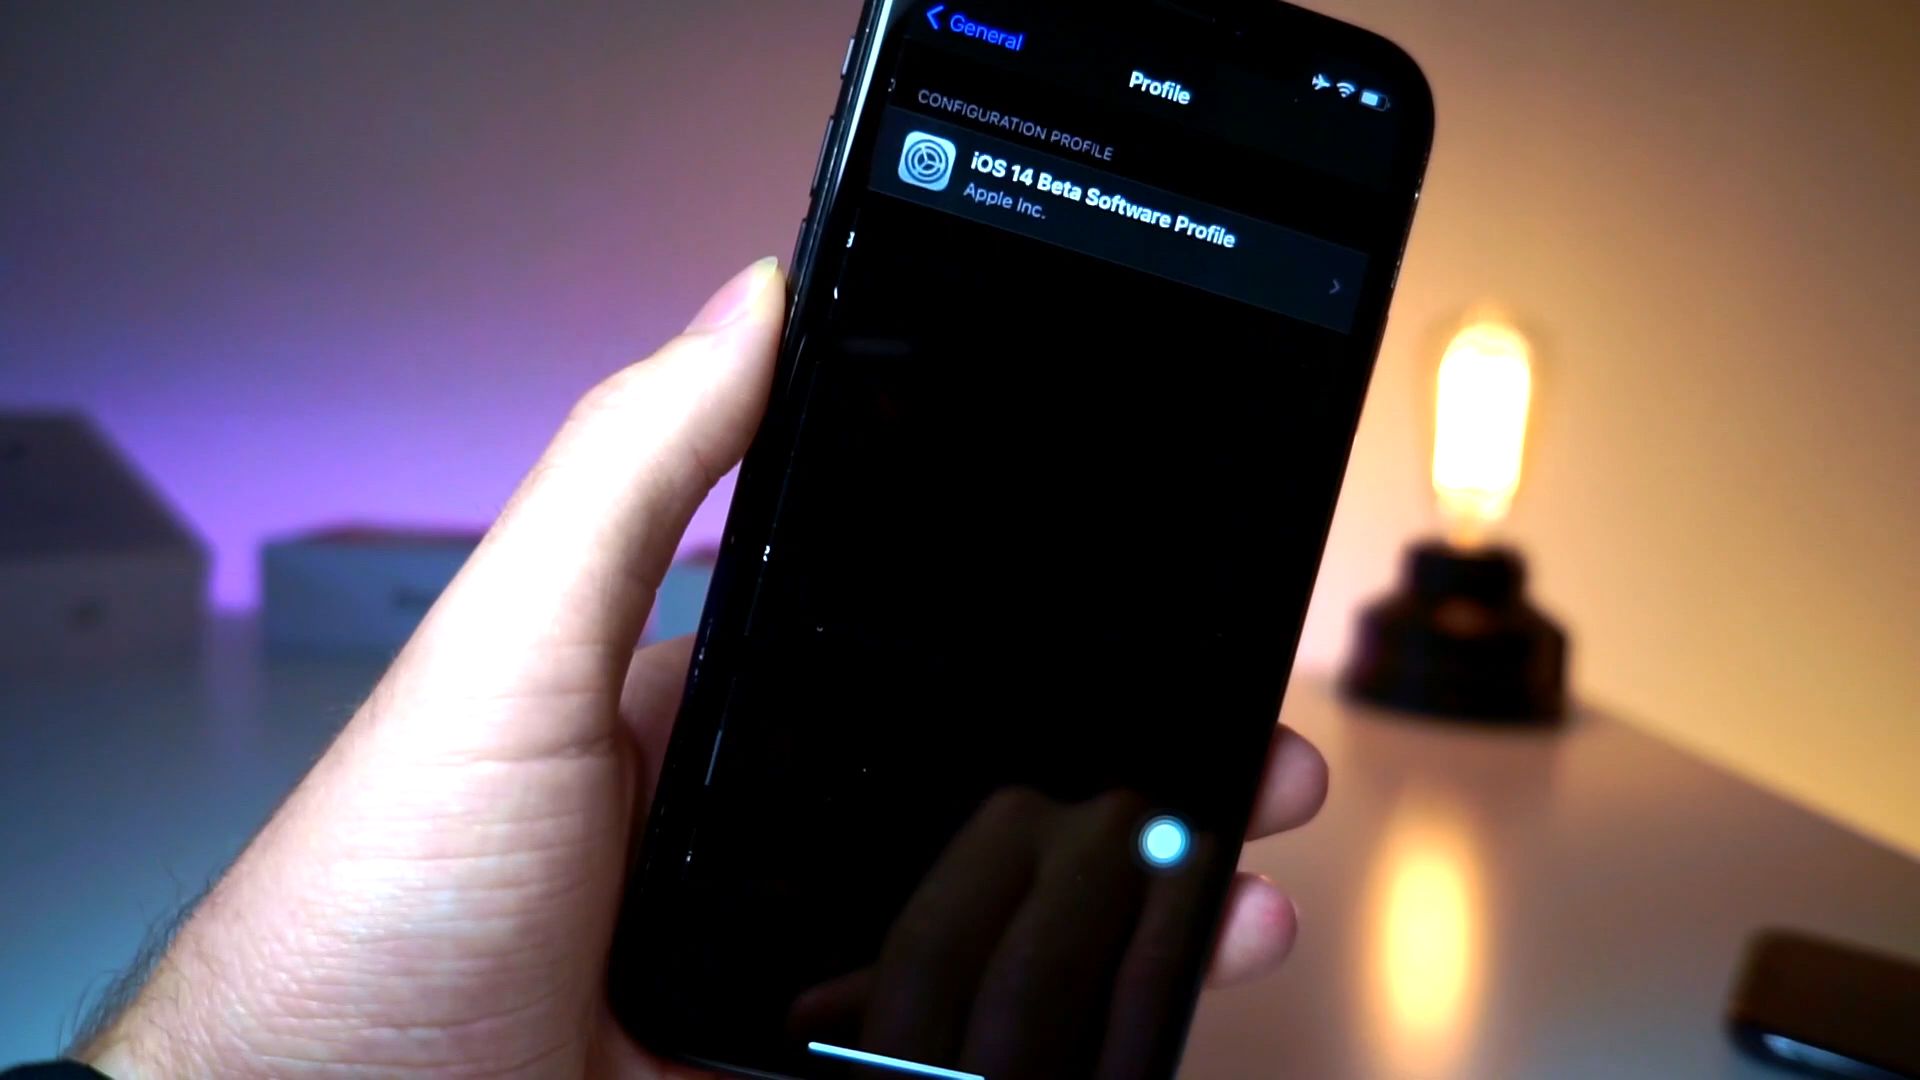 General
Profile
CONFIGURATION PROFILE
iOS 14 Beta Software Profile
Apple Inc.